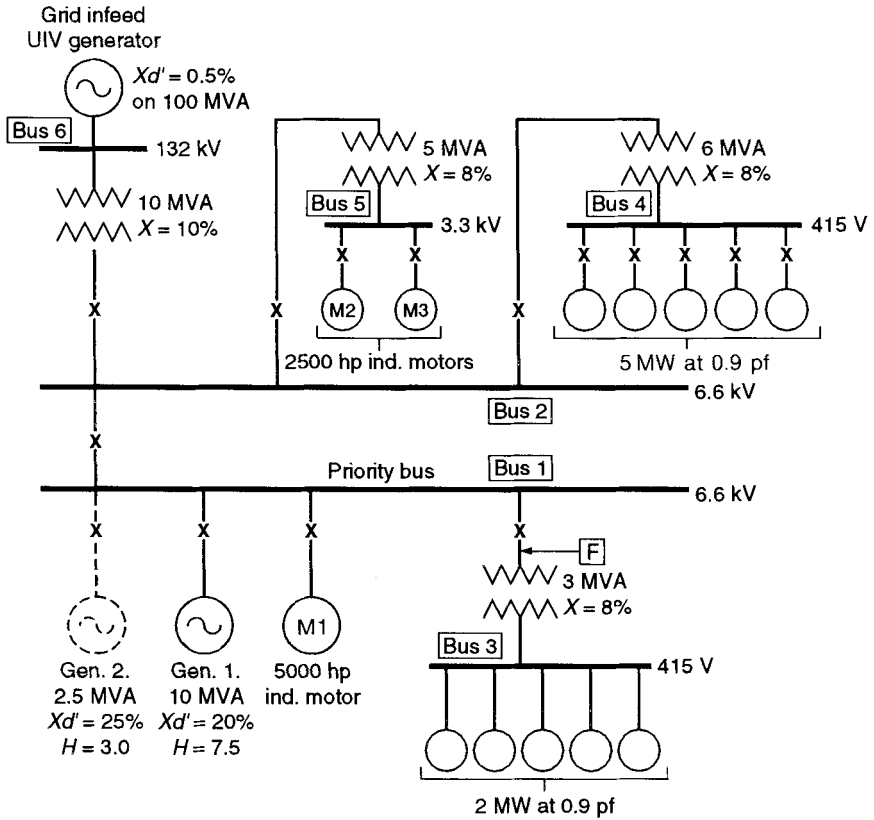 Grid infeed
UIV generator
Xd' = 0.5%
on 100 MVA
Bus 6
132 kV
10 MVA
X = 10%
X
5 MVA
X = 8%
Bus 5
3.3 kV
X X
M2 M3
2500 hp ind. motors
X
6 MVA
X = 8%
Bus 4
415 V
X X X X X
5 MW at 0.9 pf
X
6.6 kV
Bus 2
X
Priority bus
Bus 1
6.6 kV
X X X X
F
3 MVA
X = 8%
Gen. 2.
2.5 MVA
Xd' = 25%
H = 3.0
Gen. 1.
10 MVA
Xd' = 20%
H = 7.5
M1
5000 hp
ind. motor
Bus 3
415 V
2 MW at 0.9 pf